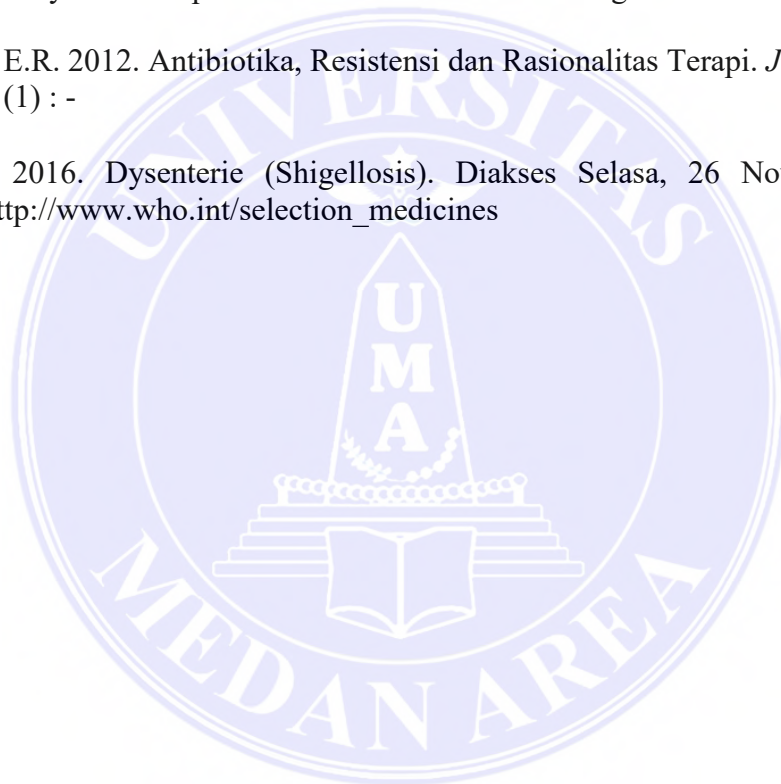 E.R. 2012. Antibiotika, Resistensi dan Rasionalitas Terapi. J
(1) : -
2016. Dysenterie (Shigellosis). Diakses Selasa, 26 No
ttp://www.who.int/selection_medicines
UNIVERSITAS
U
M
A
MEDAN AREA